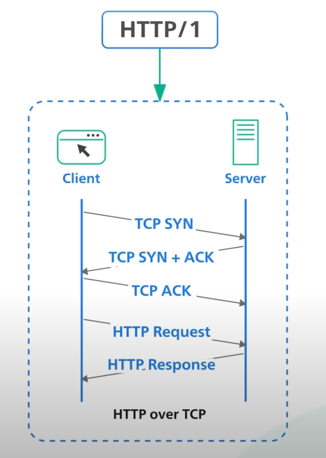 HTTP/1
Client
Server
TCP SYN
TCP SYN + ACK
TCP ACK
HTTP Request
HTTP Response
HTTP over TCP